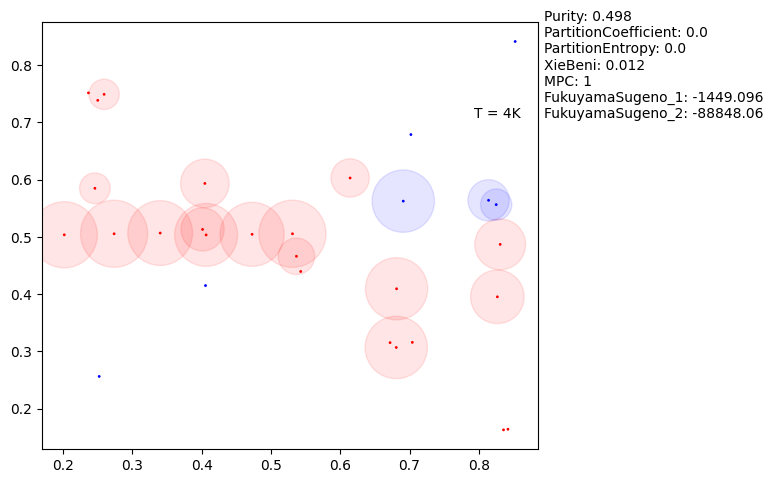 Purity: 0.498
PartitionCoefficient: 0.0
PartitionEntropy: 0.0
XieBeni: 0.012
MPC: 1
FukuyamaSugeno_1: -1449.096
FukuyamaSugeno_2: -88848.06
T = 4K
0.8
0.7
0.6
0.5
0.4
0.3
0.2
0.2 0.3 0.4 0.5 0.6 0.7 0.8